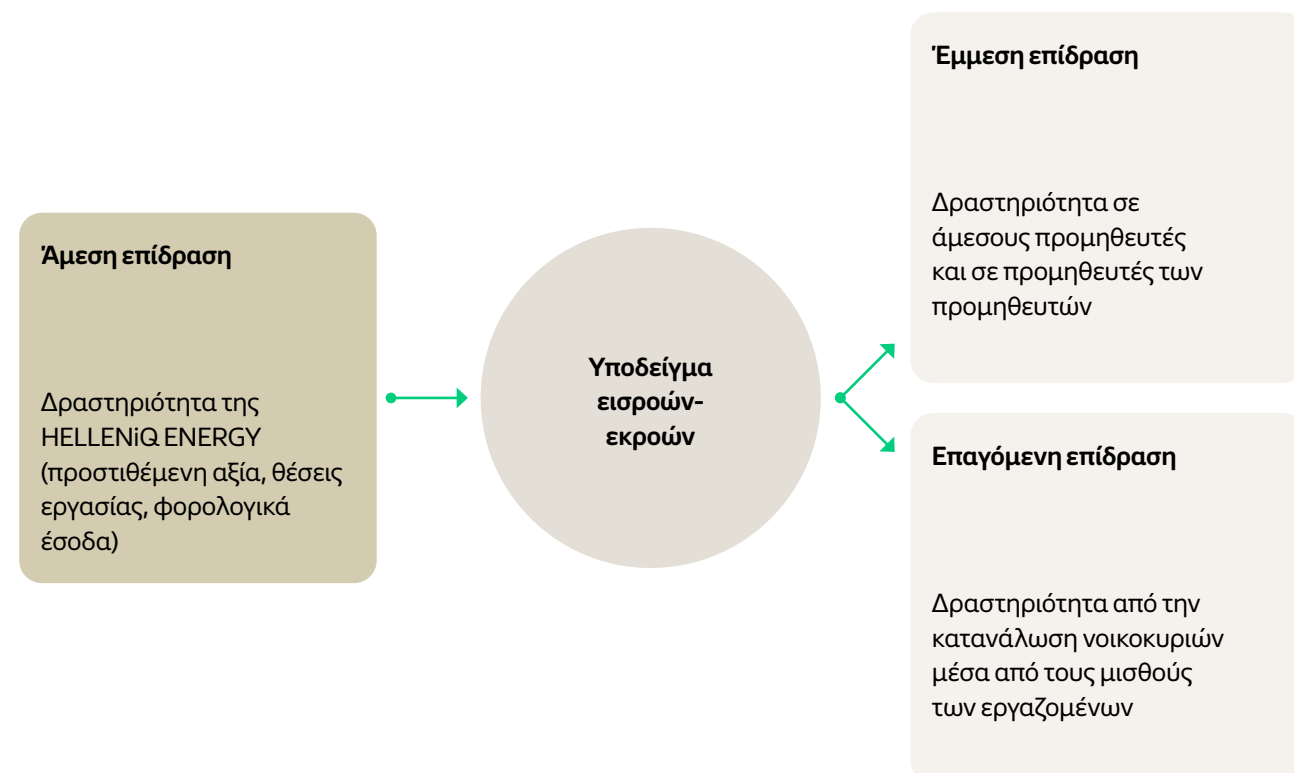 Άμεση επίδραση
Δραστηριότητα της
HELLENiQ ENERGY
(προστιθέμενη αξία, θέσεις
εργασίας, φορολογικά
έσοδα)
Υποδείγμα
εισροών-
εκροών
Έμμεση επίδραση
Δραστηριότητα σε
άμεσους προμηθευτές
και σε προμηθευτές των
προμηθευτών
Επαγόμενη επίδραση
Δραστηριότητα από την
κατανάλωση νοικοκυριών
μέσα από τους μισθούς
των εργαζομένων